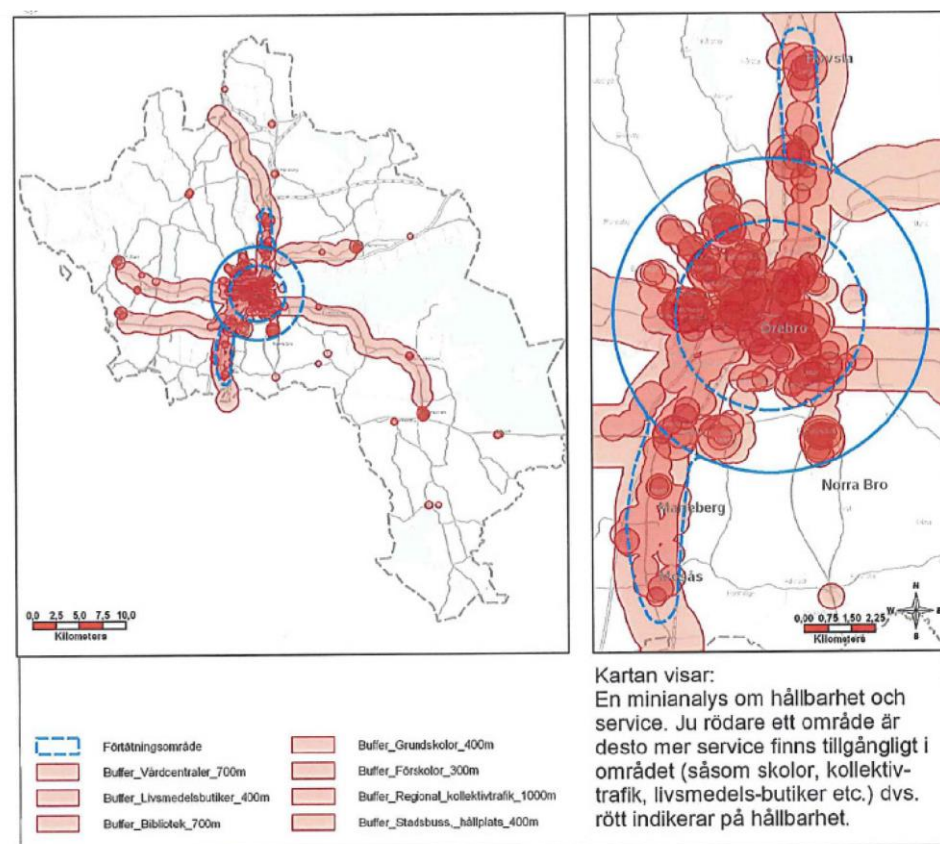 Hovsta
Örebro
Norra Bro
Marieberg
Mosås
0,0 2,5 5,0 7,5 10,0
Kilometers
0,00 0,75 1,50 2,25
Kilometers
N
W E
S
Förtätningsområde
Buffer_Vårdcentraler_700m
Buffer_Livsmedelsbutiker_400m
Buffer_Bibliotek_700m
Buffer_Grundskolor_400m
Buffer_Förskolor_300m
Buffer_Regional_kollektivtrafik_1000m
Buffer_Stadsbuss,_hållplats_400m
Kartan visar:
En minianalys om hållbarhet och
service. Ju rödare ett område är
desto mer service finns tillgängligt i
området (såsom skolor, kollektiv-
trafik, livsmedels-butiker etc.) dvs.
rött indikerar på hållbarhet.